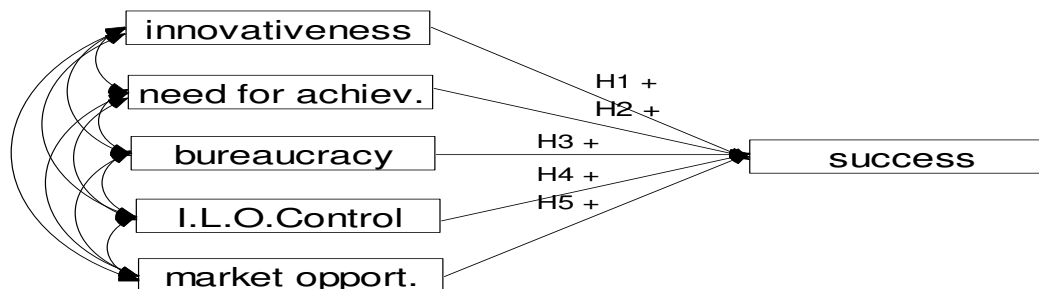 innovativeness
H1 +
need for achiev.
H2 +
H3 +
bureaucracy
success
H4 +
I.L.O.Control
H5 +
market opport.